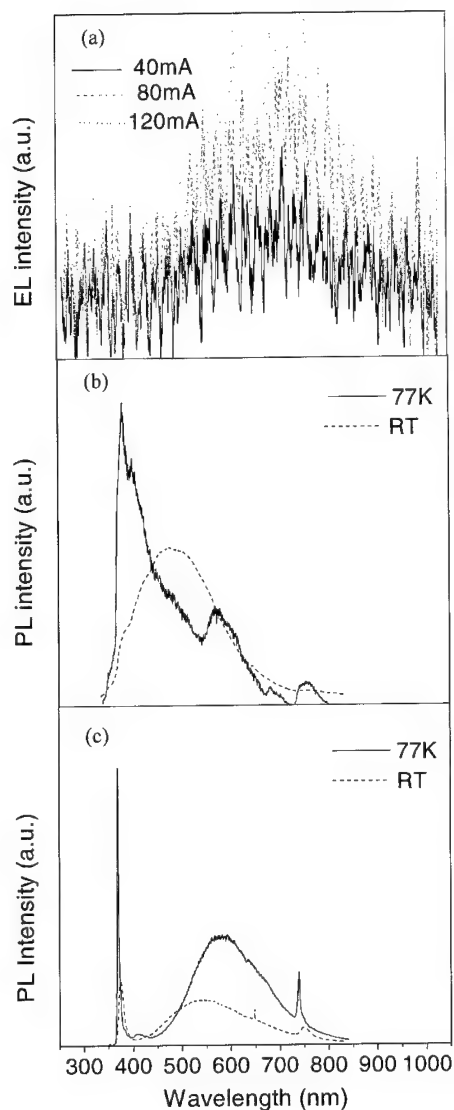 (a)
40mA
80mA
120mA
EL intensity (a.u.)
(b)
77K
RT
PL intensity (a.u.)
(c)
77K
RT
PL Intensity (a.u.)
300 400 500 600 700 800 900 1000
Wavelength (nm)